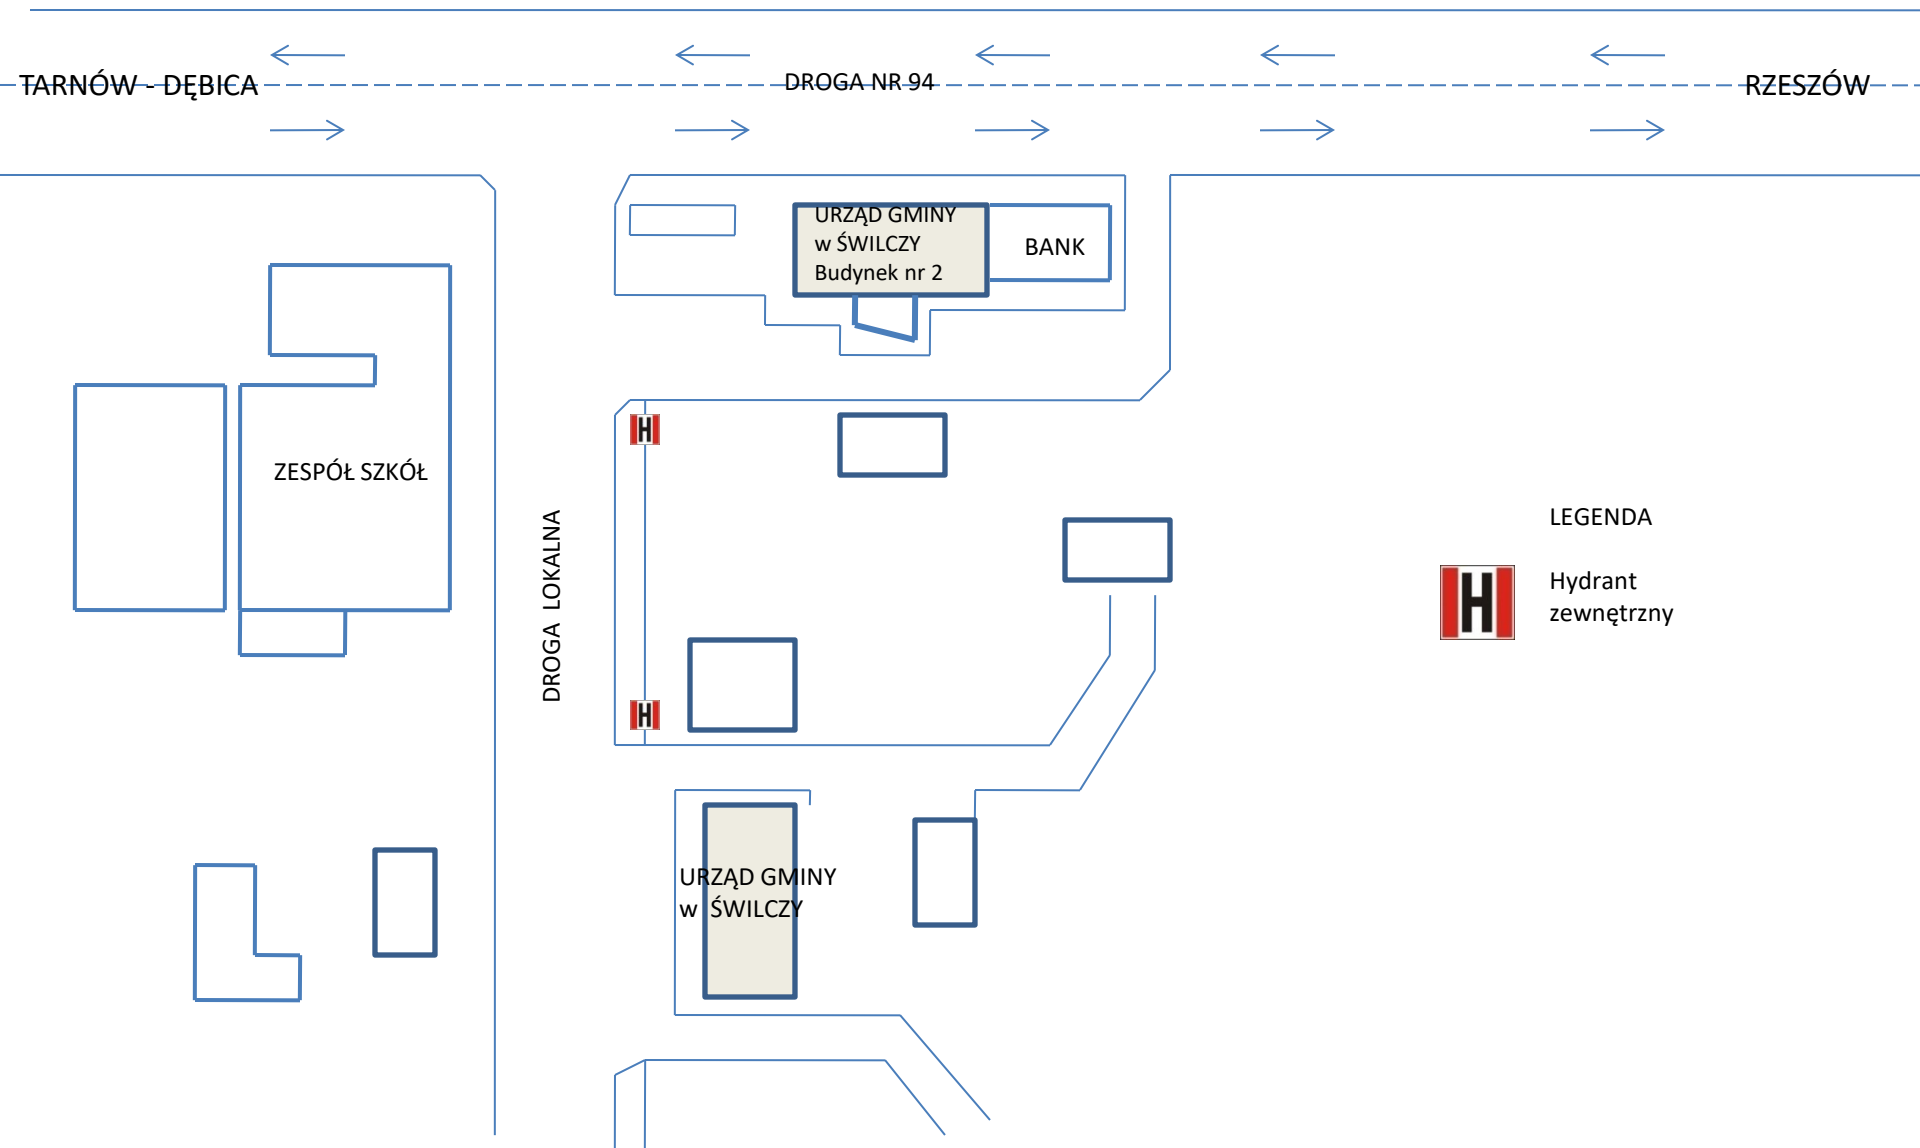 TARNÓW - DĘBICA
DROGA NR 94
RZESZÓW
URZĄD GMINY
w ŚWILCZY
Budynek nr 2
BANK
H
ZESPÓŁ SZKÓŁ
DROGA LOKALNA
LEGENDA
H
Hydrant
zewnętrzny
H
URZĄD GMINY
w ŚWILCZY